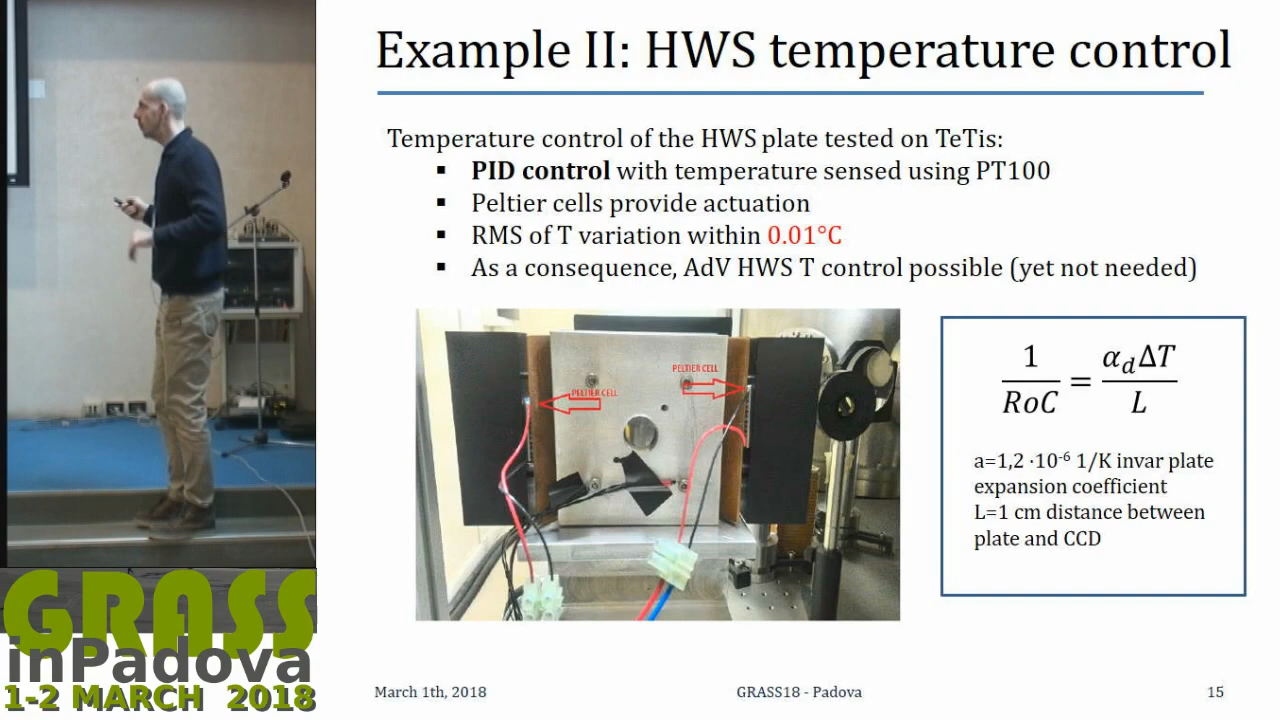 Example II: HWS temperature control
Temperature control of the HWS plate tested on TeTis:
▪ PID control with temperature sensed using PT100
▪ Peltier cells provide actuation
▪ RMS of T variation within 0.01°C
▪ As a consequence, AdV HWS T control possible (yet not needed)
PELTIER CELL
PELTIER CELL
1/RoC = α_dΔT/L
a=1,2 ·10⁻⁶ 1/K invar plate
expansion coefficient
L=1 cm distance between
plate and CCD
GRASS
inPadova
1-2 MARCH 2018
March 1th, 2018
GRASS18 - Padova
15